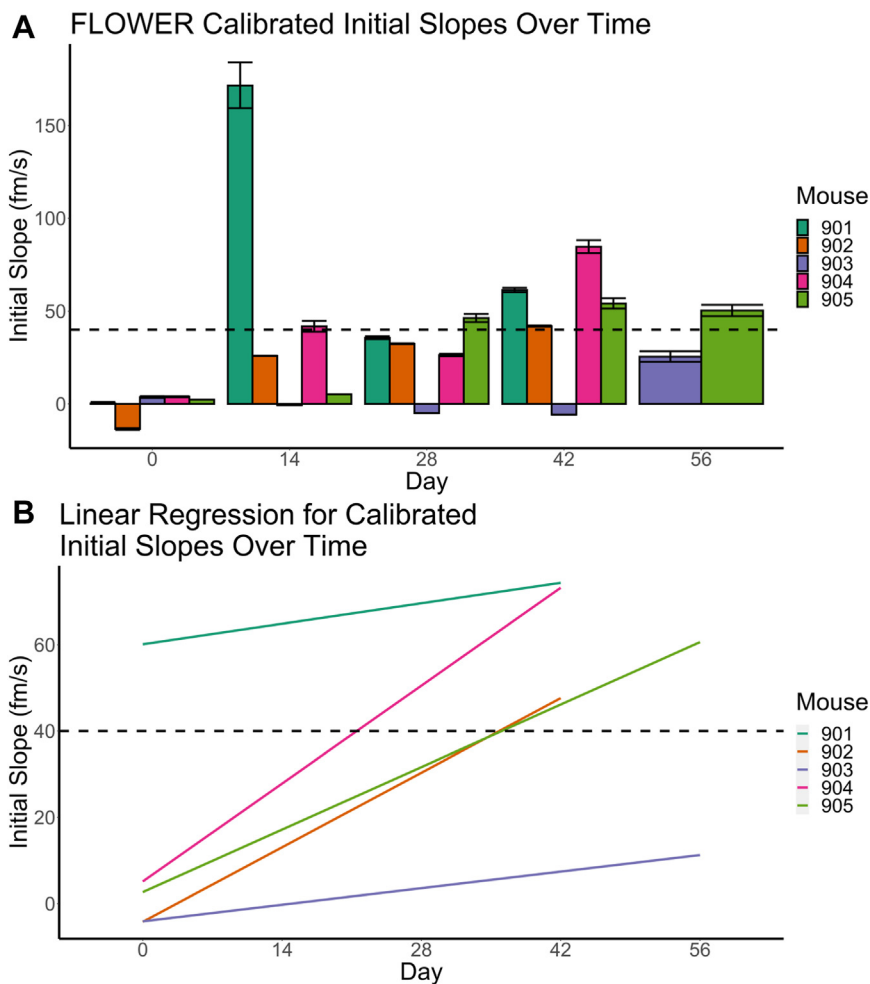 A
FLOWER Calibrated Initial Slopes Over Time
Initial Slope (fm/s)
150
100
50
0
0 14 28 42 56
Day
Mouse
901
902
903
904
905
B
Linear Regression for Calibrated
Initial Slopes Over Time
Initial Slope (fm/s)
60
40
20
0
0 14 28 42 56
Day
Mouse
901
902
903
904
905